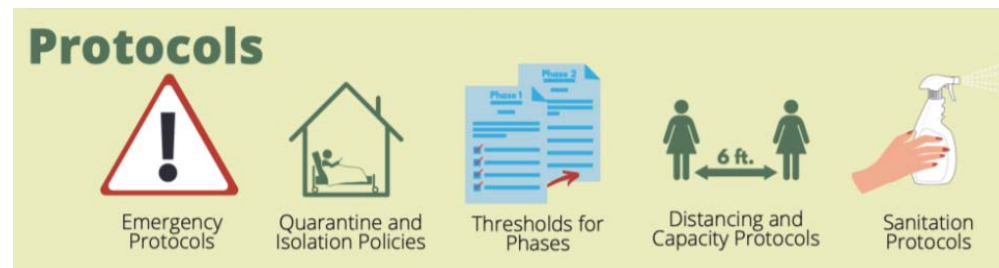 Protocols
Phase 2
Phase 1
6 ft.
Emergency
Protocols
Quarantine and
Isolation Policies
Thresholds for
Phases
Distancing and
Capacity Protocols
Sanitation
Protocols